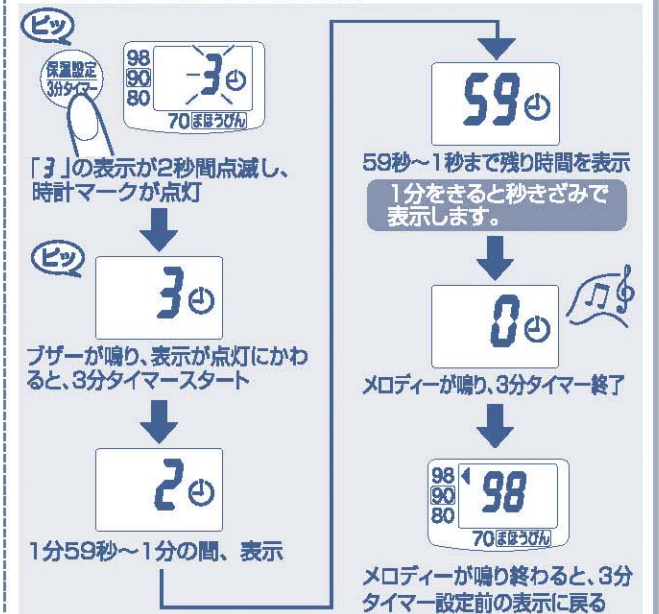 ピッ
保温設定
3分タイマー
98
90
80
3
70 まほうびん
「3」の表示が2秒間点滅し、
時計マークが点灯
ピッ
3
ブザーが鳴り、表示が点灯にかわ
ると、3分タイマースタート
2
1分59秒～1分の間、表示
59
59秒～1秒まで残り時間を表示
1分をきると秒きざみで
表示します。
0
メロディーが鳴り、3分タイマー終了
98
90
80
98
70 まほうびん
メロディーが鳴り終わると、3分
タイマー設定前の表示に戻る